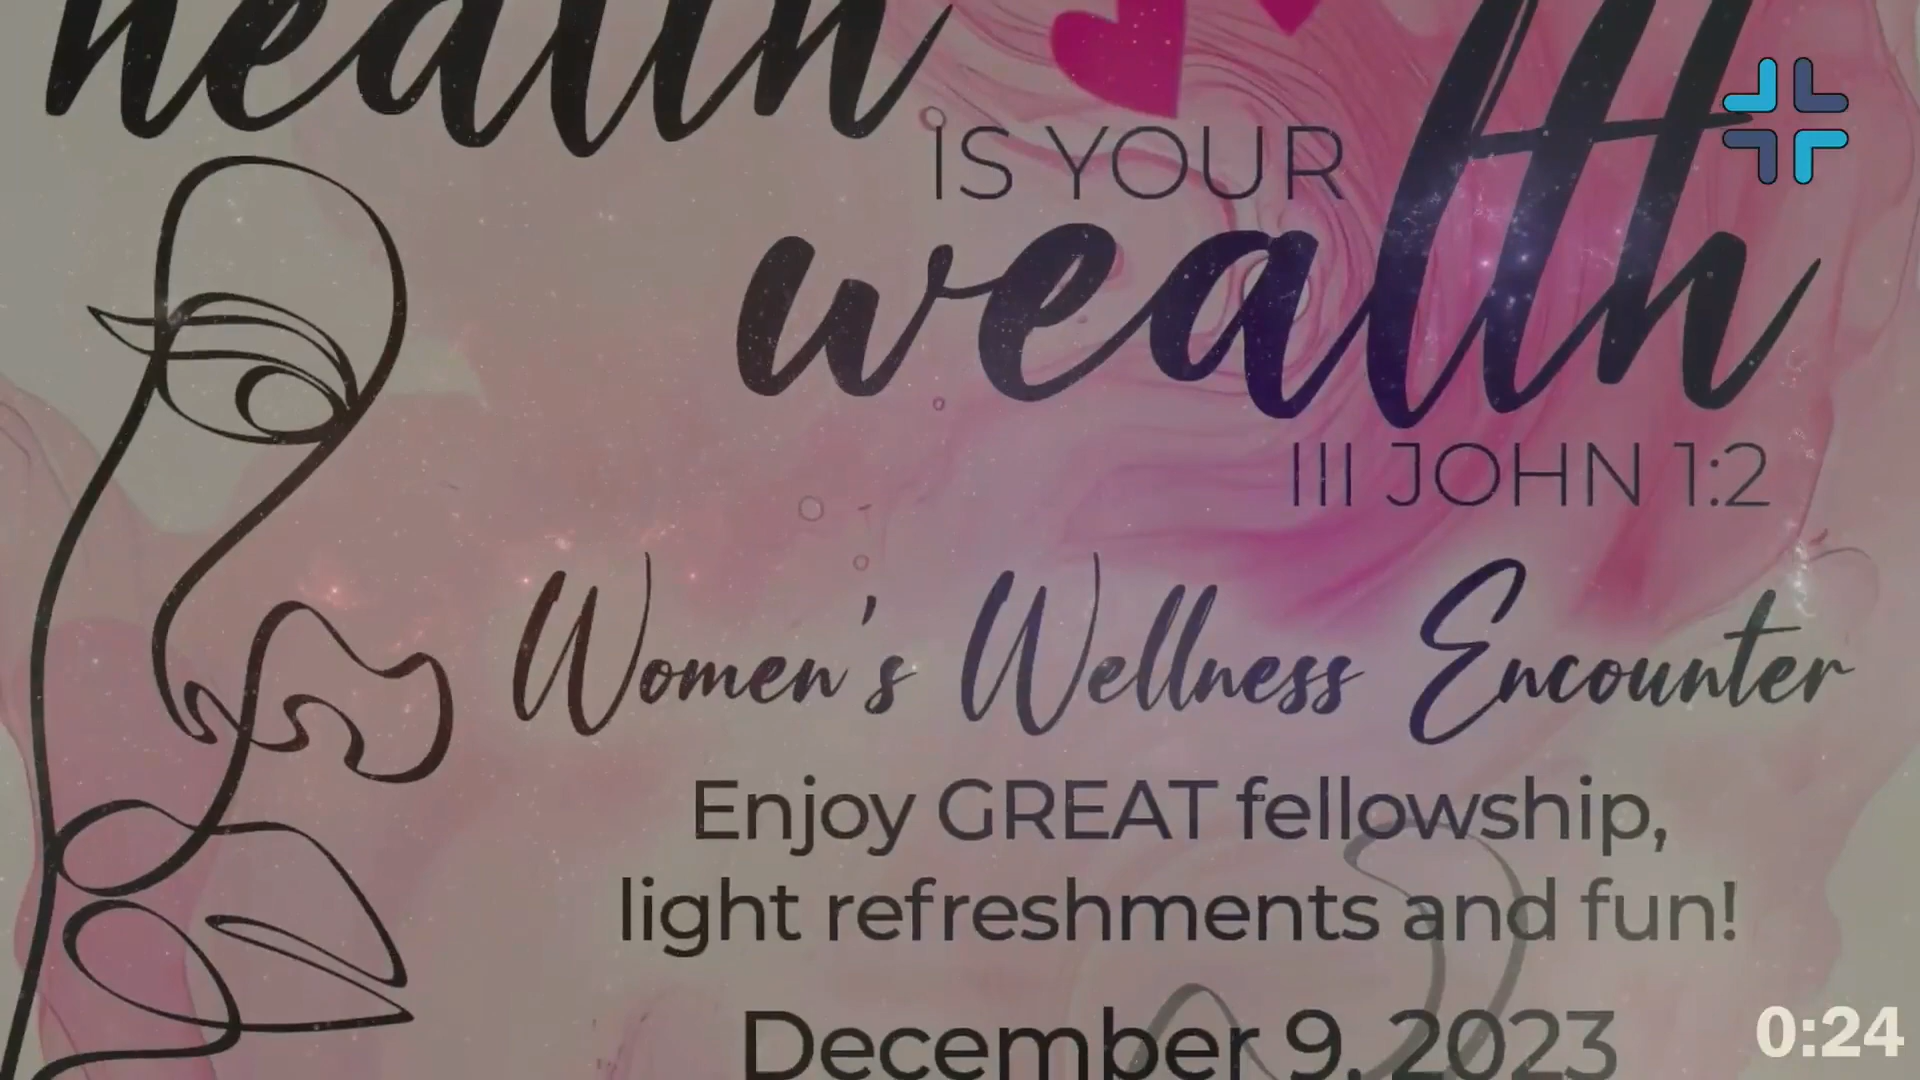 health
IS YOUR
wealth
III JOHN 1:2
Women's Wellness Encounter
Enjoy GREAT fellowship,
light refreshments and fun!
December 9, 2023
0:24